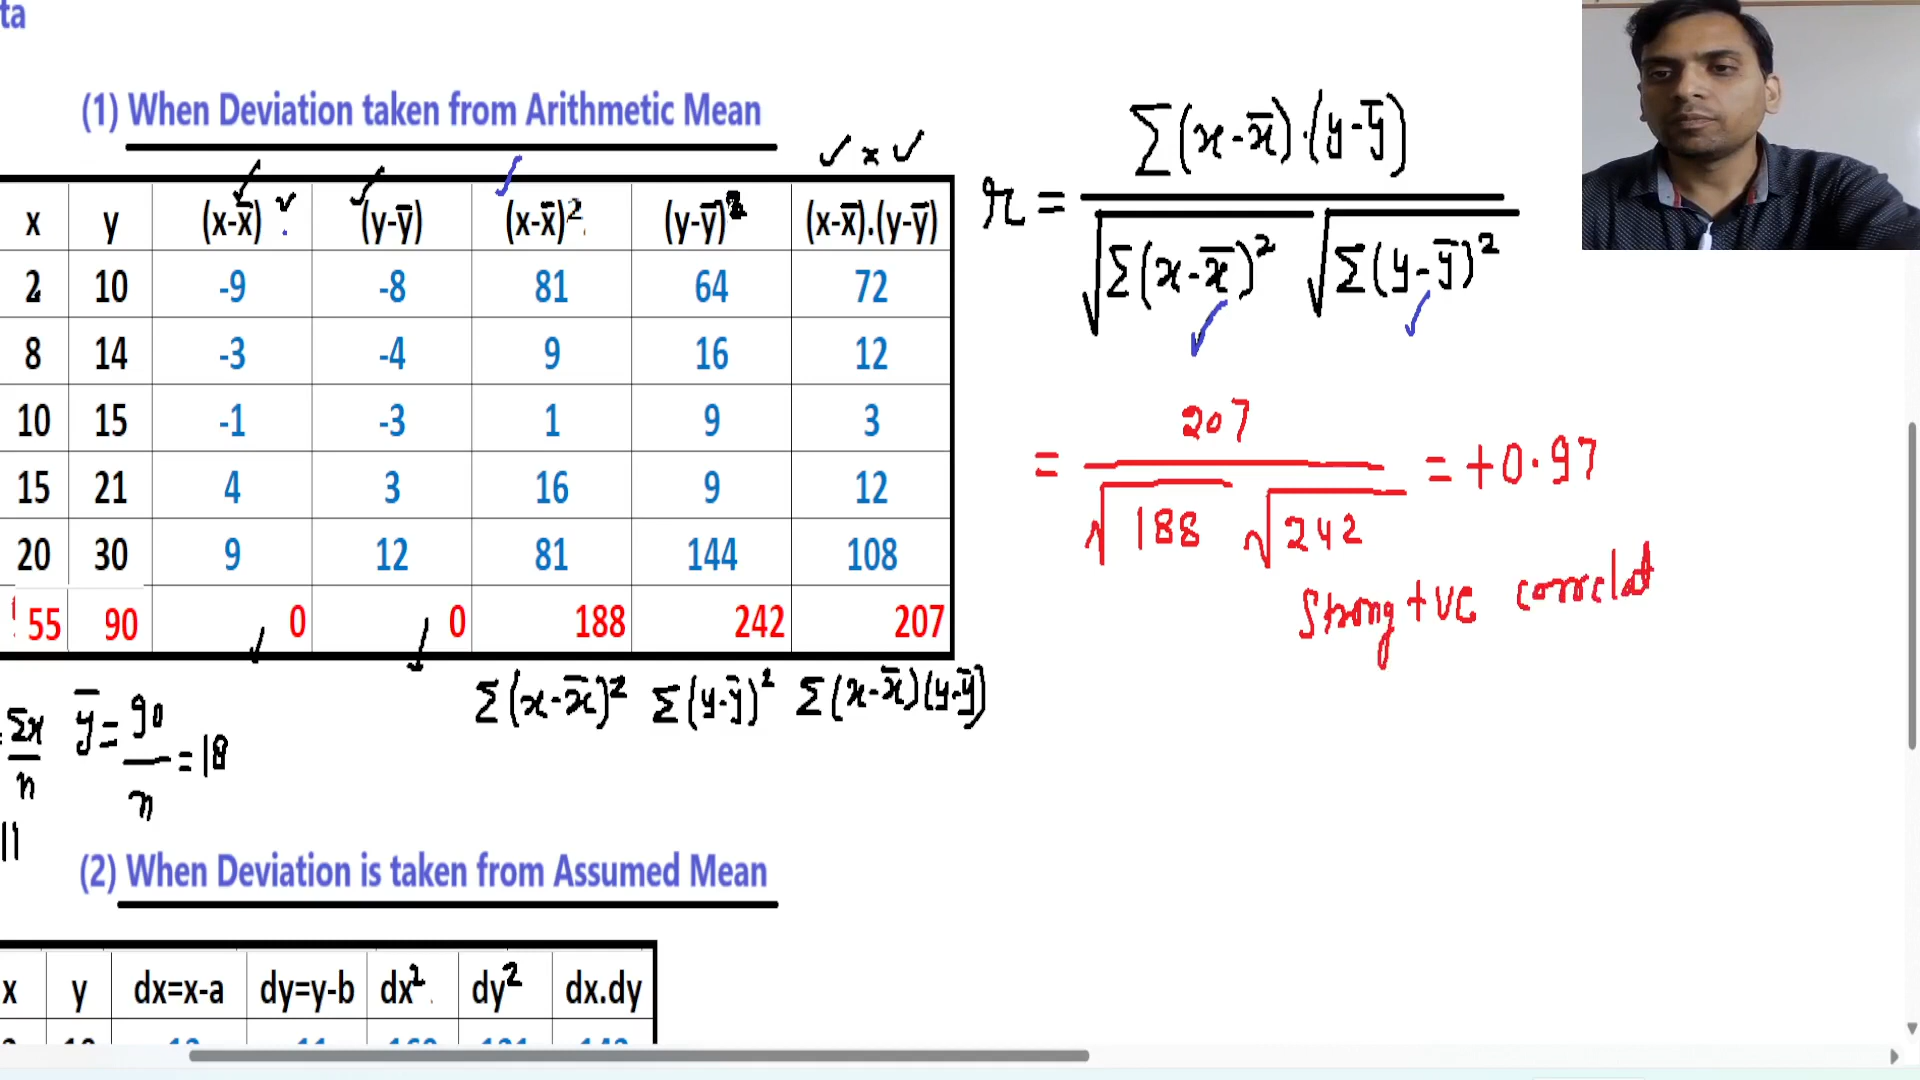 ta
(1) When Deviation taken from Arithmetic Mean
x y (x-x̄) (y-ȳ) (x-x̄)² (y-ȳ)² (x-x̄).(y-ȳ)
2 10 -9 -8 81 64 72
8 14 -3 -4 9 16 12
10 15 -1 -3 1 9 3
15 21 4 3 16 9 12
20 30 9 12 81 144 108
55 90 0 0 188 242 207
Σ(x-x̄)² Σ(y-ȳ)² Σ(x-x̄)(y-ȳ)
= Σx/n ȳ = 90/n = 18
11
r = Σ(x-x̄)·(y-ȳ) / √Σ(x-x̄)² √Σ(y-ȳ)²
= 207 / √188 √242 = +0.97
Strong +ve correlat
(2) When Deviation is taken from Assumed Mean
x y dx=x-a dy=y-b dx² dy² dx.dy